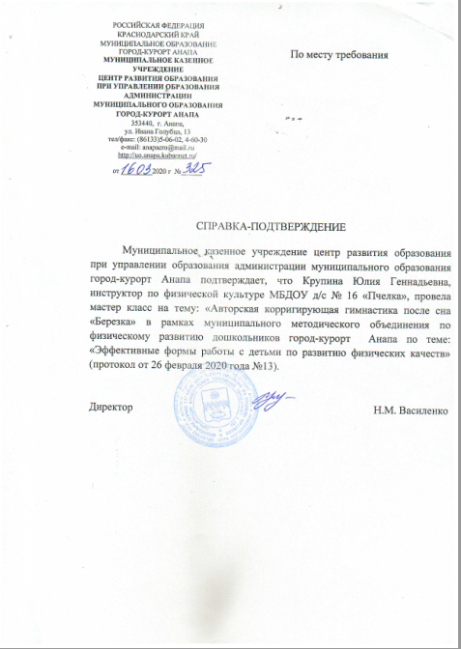 РОССИЙСКАЯ ФЕДЕРАЦИЯ
КРАСНОДАРСКИЙ КРАЙ
МУНИЦИПАЛЬНОЕ ОБРАЗОВАНИЕ
ГОРОД-КУРОРТ АНАПА
МУНИЦИПАЛЬНОЕ КАЗЕННОЕ
УЧРЕЖДЕНИЕ
ЦЕНТР РАЗВИТИЯ ОБРАЗОВАНИЯ
ПРИ УПРАВЛЕНИИ ОБРАЗОВАНИЯ
АДМИНИСТРАЦИИ
МУНИЦИПАЛЬНОГО ОБРАЗОВАНИЯ
ГОРОД-КУРОРТ АНАПА
353440, г. Анапа,
ул. Ивана Голубца, 13
тел/факс: (86133)5-06-02, 4-60-30
e-mail: anapacro@mail.ru
http://uo.anapa.kubannet.ru/
от 16 03 2020 г №325
По месту требования
СПРАВКА-ПОДТВЕРЖДЕНИЕ
Муниципальное казенное учреждение центр развития образования
при управлении образования администрации муниципального образования
город-курорт Анапа подтверждает, что Крупина Юлия Геннадьевна,
инструктор по физической культуре МБДОУ д/с № 16 «Пчелка», провела
мастер класс на тему: «Авторская корригирующая гимнастика после сна
«Березка» в рамках муниципального методического объединения по
физическому развитию дошкольников город-курорт Анапа по теме:
«Эффективные формы работы с детьми по развитию физических качеств»
(протокол от 26 февраля 2020 года №13).
Директор
Н.М. Василенко